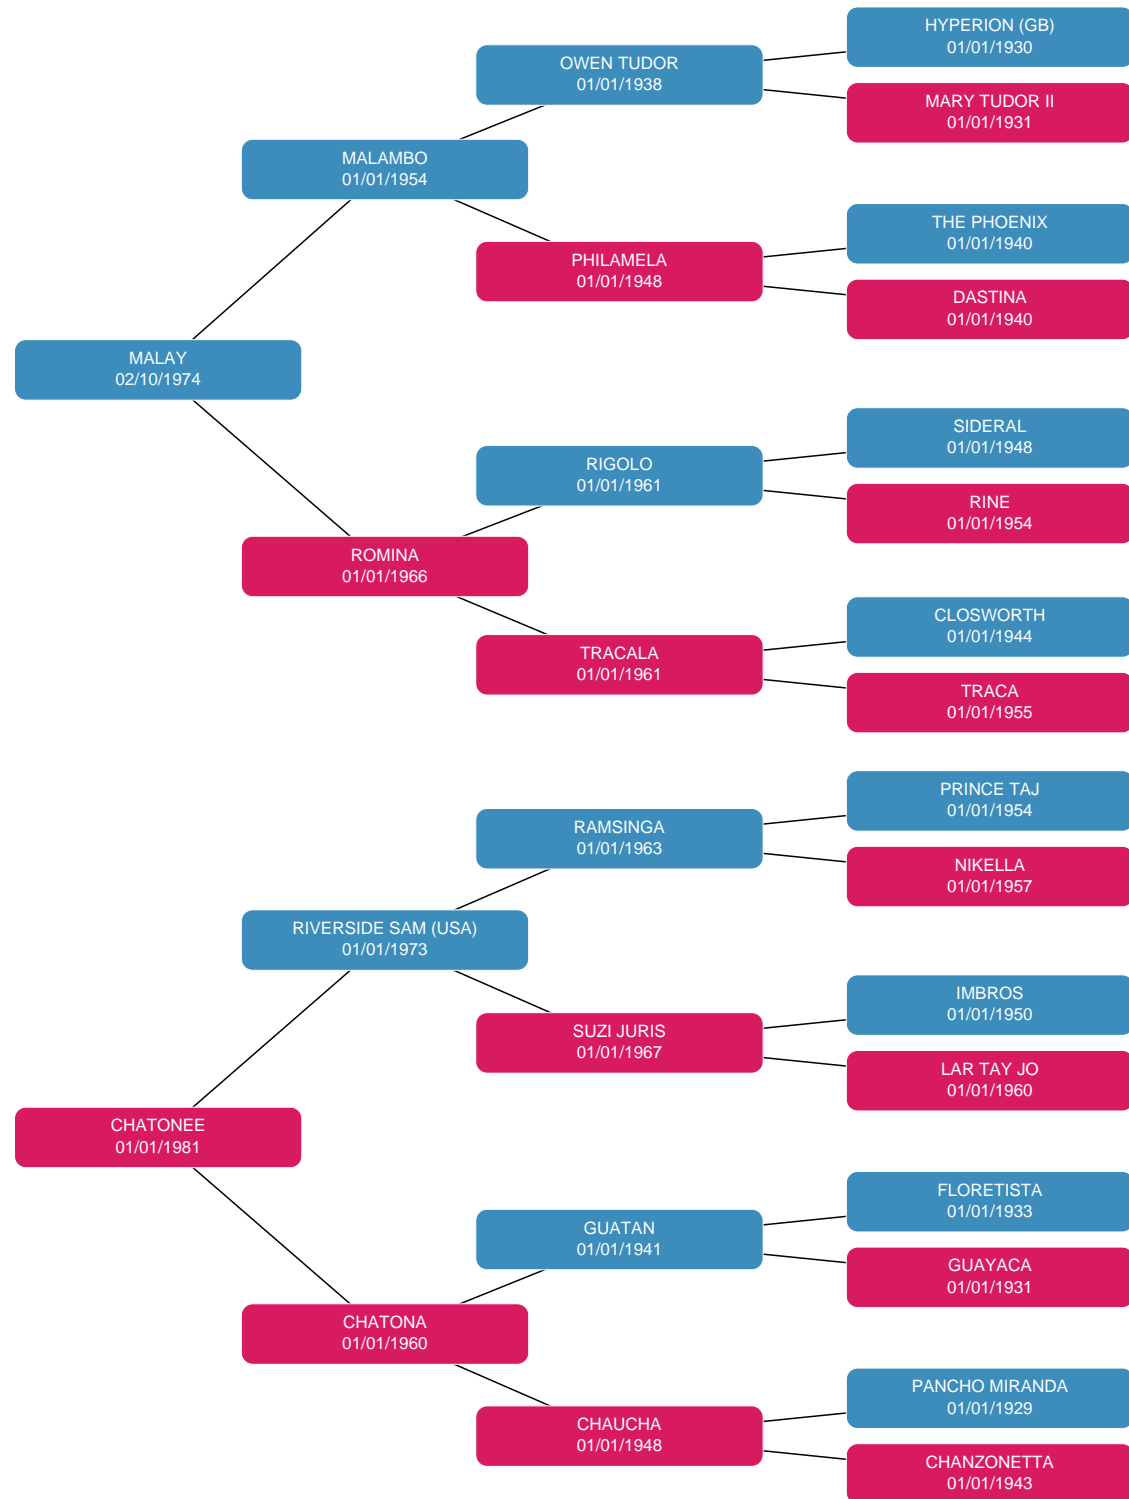 HYPERION (GB)
01/01/1930
OWEN TUDOR
01/01/1938
MARY TUDOR II
01/01/1931
MALAMBO
01/01/1954
THE PHOENIX
01/01/1940
PHILAMELA
01/01/1948
DASTINA
01/01/1940
MALAY
02/10/1974
SIDERAL
01/01/1948
RIGOLO
01/01/1961
RINE
01/01/1954
ROMINA
01/01/1966
CLOSWORTH
01/01/1944
TRACALA
01/01/1961
TRACA
01/01/1955
PRINCE TAJ
01/01/1954
RAMSINGA
01/01/1963
NIKELLA
01/01/1957
RIVERSIDE SAM (USA)
01/01/1973
IMBROS
01/01/1950
SUZI JURIS
01/01/1967
LAR TAY JO
01/01/1960
CHATONEE
01/01/1981
FLORETISTA
01/01/1933
GUATAN
01/01/1941
GUAYACA
01/01/1931
CHATONA
01/01/1960
PANCHO MIRANDA
01/01/1929
CHAUCHA
01/01/1948
CHANZONETTA
01/01/1943